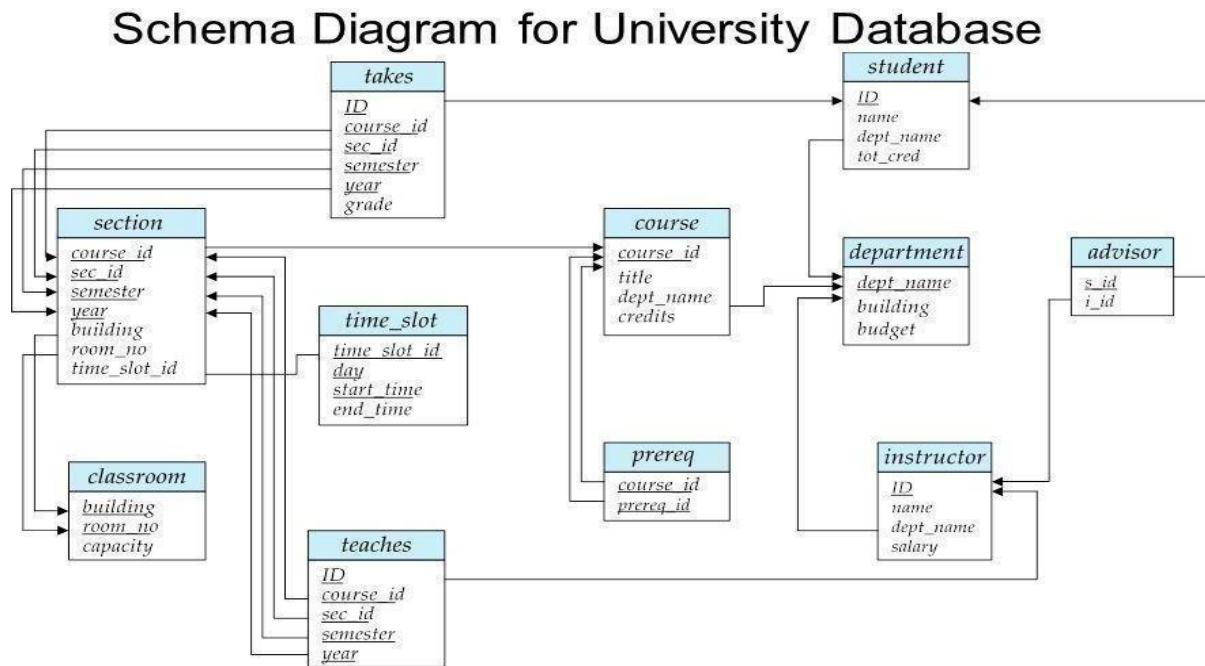 Schema Diagram for University Database
takes
ID
course_id
sec_id
semester
year
grade
student
ID
name
dept_name
tot_cred
section
course_id
sec_id
semester
year
building
room_no
time_slot_id
course
course_id
title
dept_name
credits
department
dept_name
building
budget
advisor
s_id
i_id
time_slot
time_slot_id
day
start_time
end_time
classroom
building
room_no
capacity
prereq
course_id
prereq_id
instructor
ID
name
dept_name
salary
teaches
ID
course_id
sec_id
semester
year